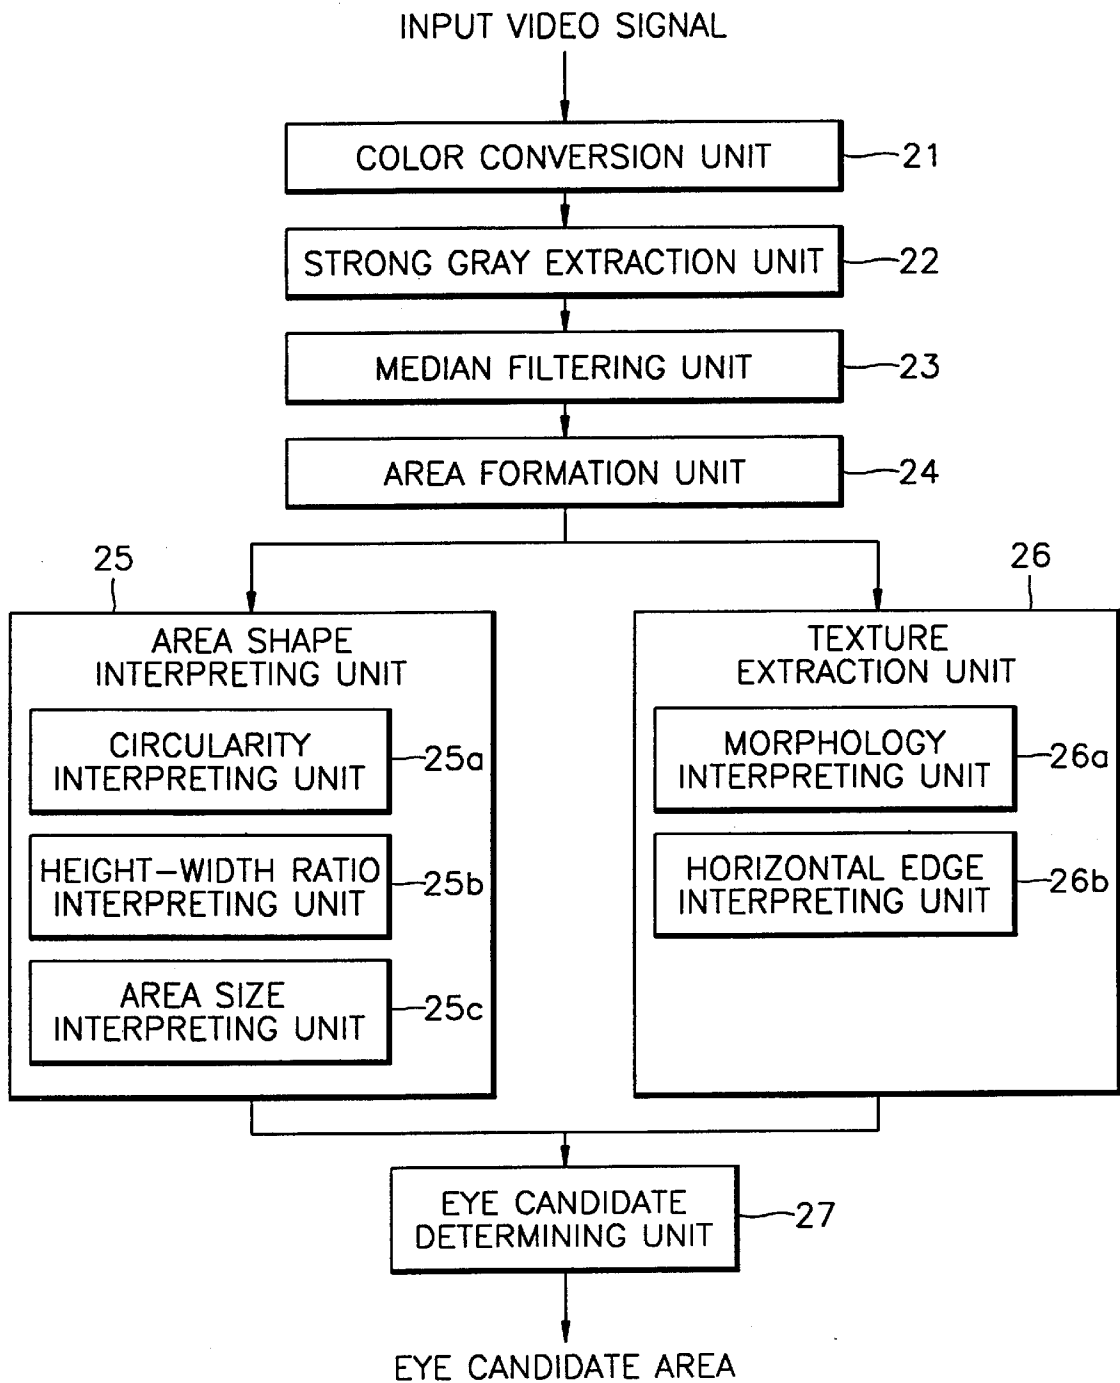 INPUT VIDEO SIGNAL
COLOR CONVERSION UNIT
21
STRONG GRAY EXTRACTION UNIT
22
MEDIAN FILTERING UNIT
23
AREA FORMATION UNIT
24
25
AREA SHAPE
INTERPRETING UNIT
CIRCULARITY
INTERPRETING UNIT
25a
HEIGHT-WIDTH RATIO
INTERPRETING UNIT
25b
AREA SIZE
INTERPRETING UNIT
25c
26
TEXTURE
EXTRACTION UNIT
MORPHOLOGY
INTERPRETING UNIT
26a
HORIZONTAL EDGE
INTERPRETING UNIT
26b
EYE CANDIDATE
DETERMINING UNIT
27
EYE CANDIDATE AREA